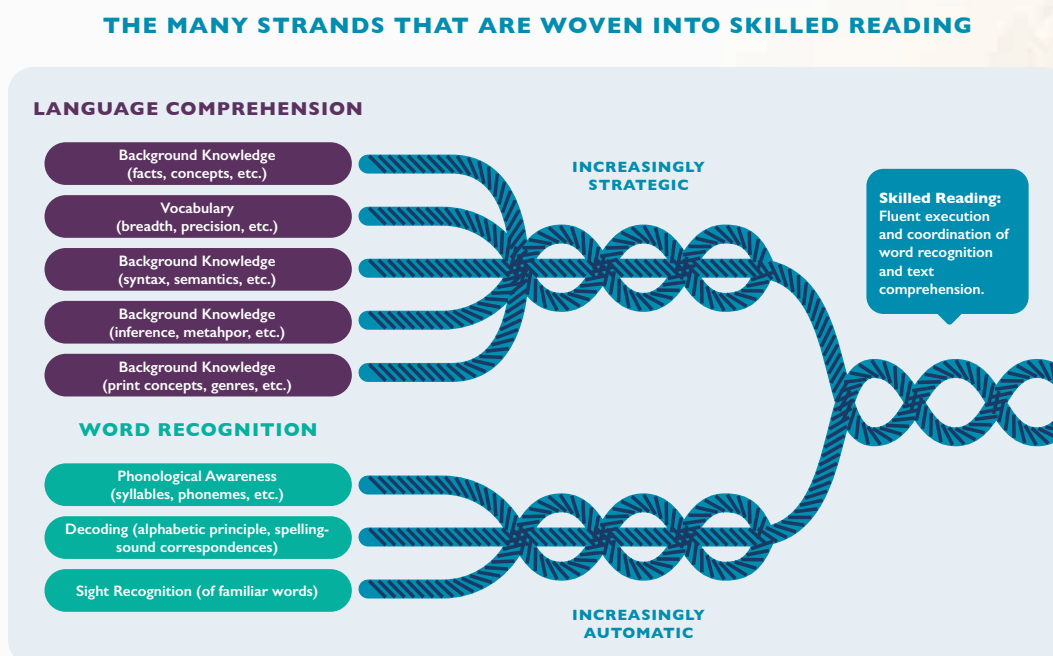 THE MANY STRANDS THAT ARE WOVEN INTO SKILLED READING
LANGUAGE COMPREHENSION
Background Knowledge
(facts, concepts, etc.)
Vocabulary
(breadth, precision, etc.)
Background Knowledge
(syntax, semantics, etc.)
Background Knowledge
(inference, metahpor, etc.)
Background Knowledge
(print concepts, genres, etc.)
WORD RECOGNITION
Phonological Awareness
(syllables, phonemes, etc.)
Decoding (alphabetic principle, spelling-
sound correspondences)
Sight Recognition (of familiar words)
INCREASINGLY
STRATEGIC
INCREASINGLY
AUTOMATIC
Skilled Reading:
Fluent execution
and coordination of
word recognition
and text
comprehension.